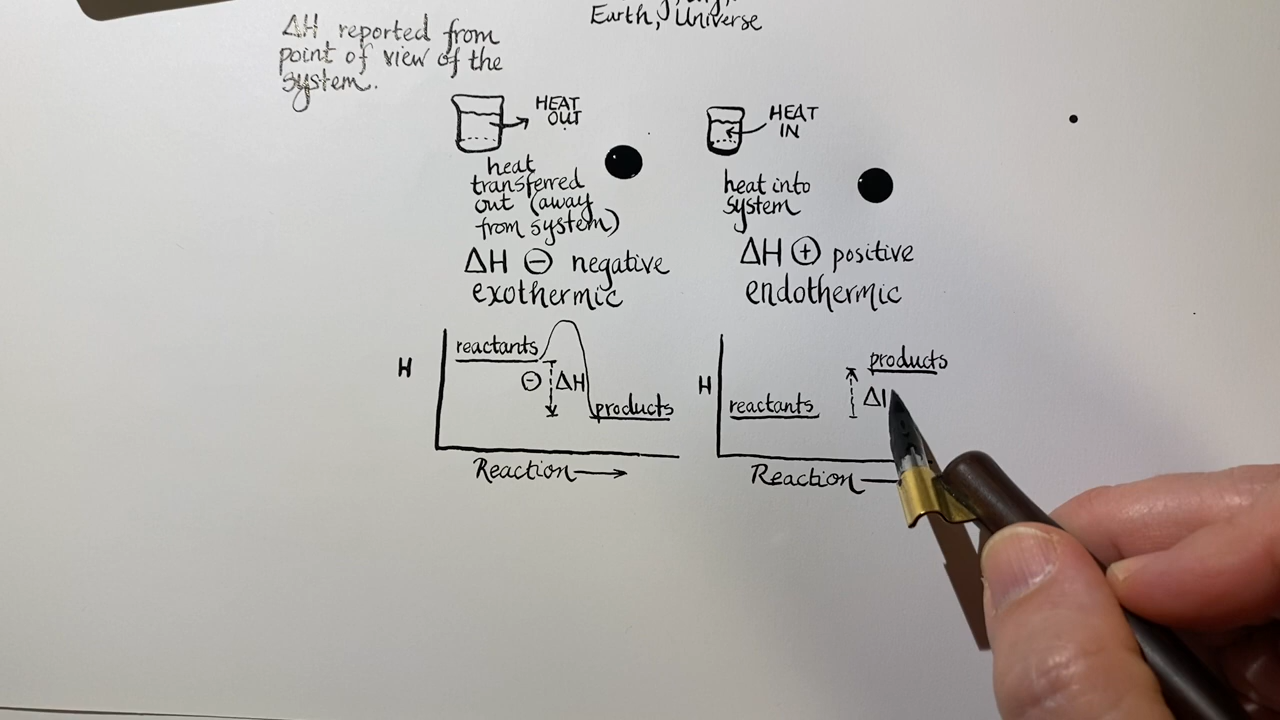 Earth, Universe
ΔH reported from
point of view of the
system.
HEAT
OUT
heat
transferred
out (away
from system)
ΔH ⊖ negative
exothermic
HEAT
IN
heat into
system
ΔH ⊕ positive
endothermic
H
reactants
⊖ ΔH
products
Reaction
H
reactants
products
Δ
Reaction